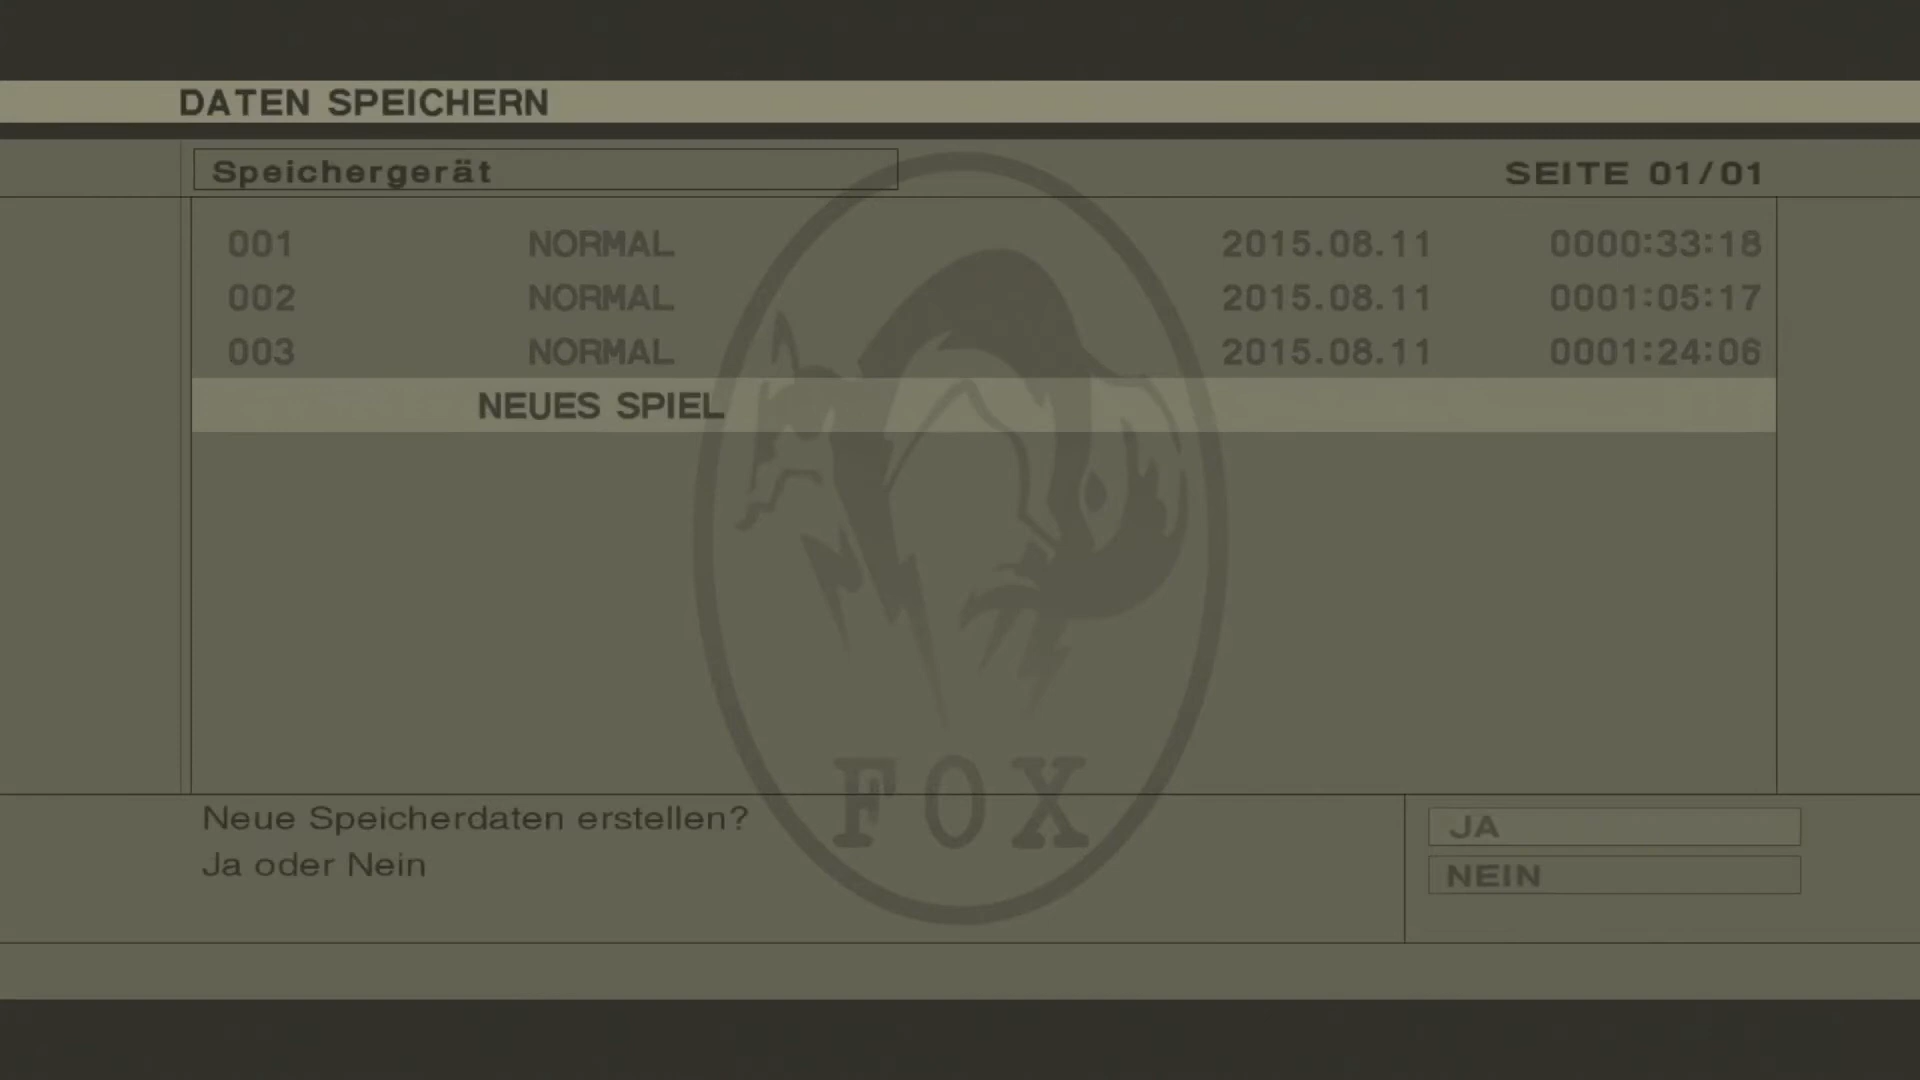 DATEN SPEICHERN
Speichergerät SEITE 01/01
001 NORMAL 2015.08.11 0000:33:18
002 NORMAL 2015.08.11 0001:05:17
003 NORMAL 2015.08.11 0001:24:06
NEUES SPIEL
FOX
Neue Speicherdaten erstellen?
Ja oder Nein
JA
NEIN